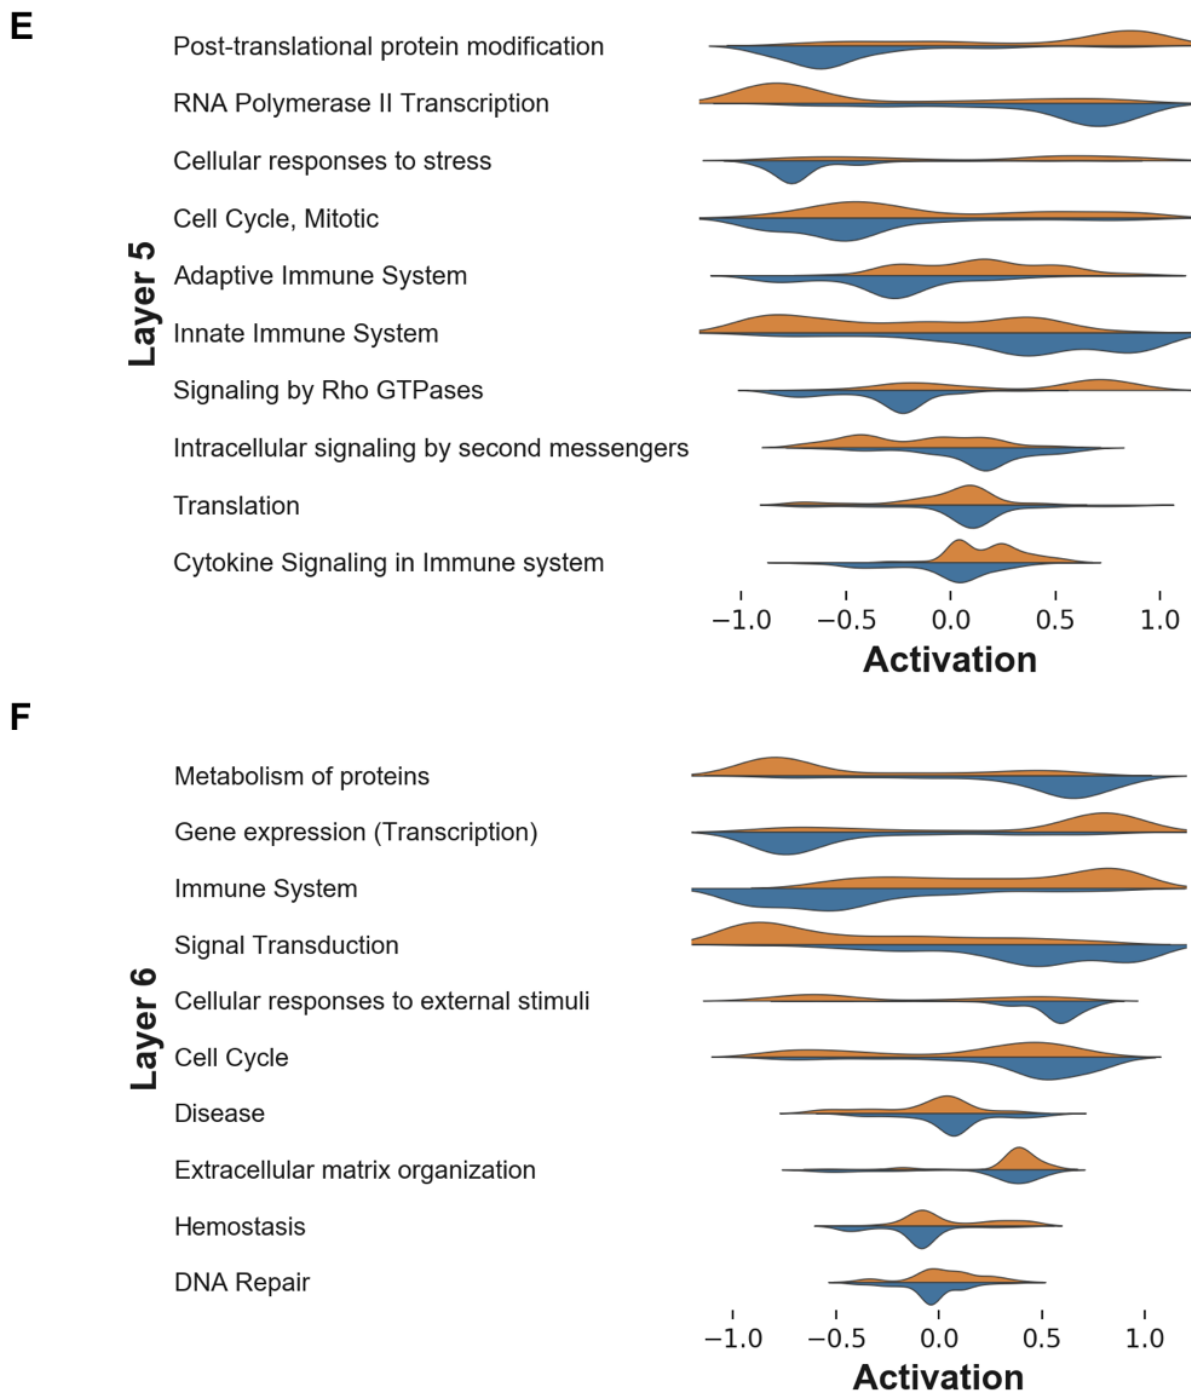 E
Post-translational protein modification
RNA Polymerase II Transcription
Cellular responses to stress
Cell Cycle, Mitotic
Adaptive Immune System
Innate Immune System
Signaling by Rho GTPases
Intracellular signaling by second messengers
Translation
Cytokine Signaling in Immune system
Layer 5
−1.0 −0.5 0.0 0.5 1.0
Activation
F
Metabolism of proteins
Gene expression (Transcription)
Immune System
Signal Transduction
Cellular responses to external stimuli
Cell Cycle
Disease
Extracellular matrix organization
Hemostasis
DNA Repair
Layer 6
−1.0 −0.5 0.0 0.5 1.0
Activation